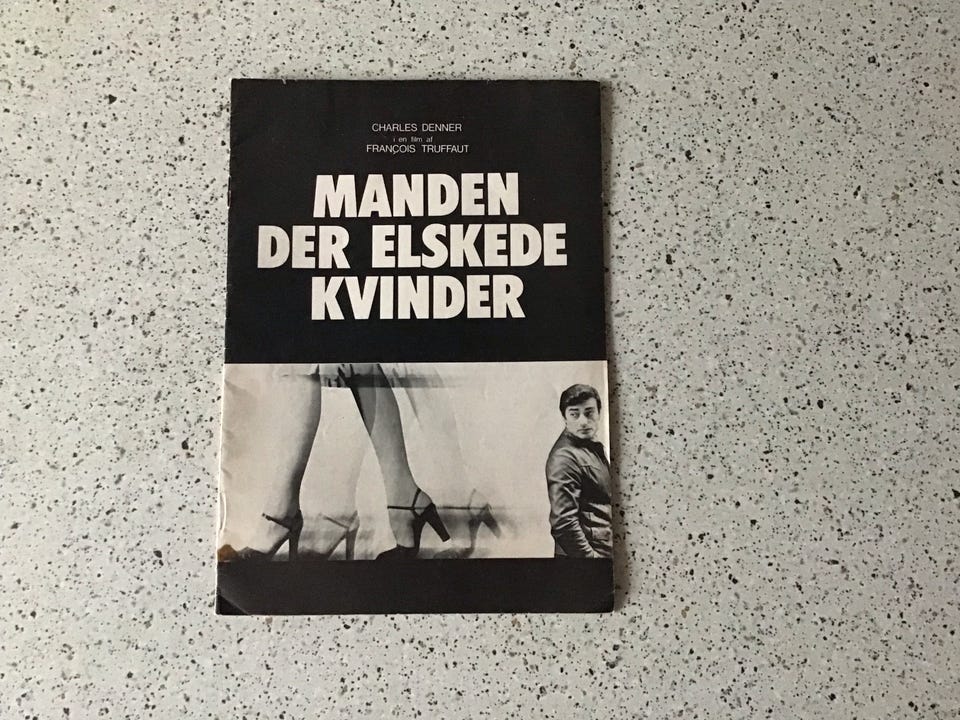 CHARLES DENNER
i en film af
FRANÇOIS TRUFFAUT
MANDEN
DER ELSKEDE
KVINDER